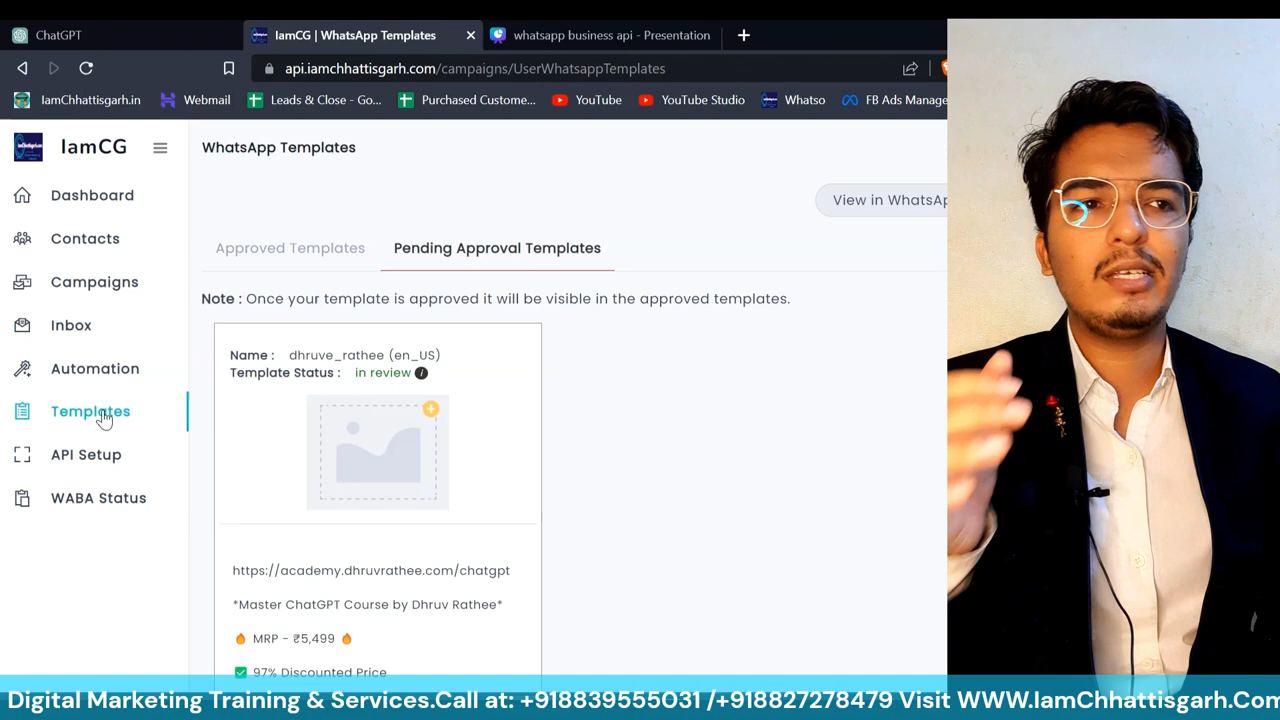 ChatGPT
IamCG | WhatsApp Templates
whatsapp business api - Presentation
api.iamchhattisgarh.com/campaigns/UserWhatsappTemplates
IamChhattisgarh.in
Webmail
Leads & Close - Go...
Purchased Custome...
YouTube
YouTube Studio
Whatso
FB Ads Manage
IamCG
WhatsApp Templates
Dashboard
View in WhatsAp
Contacts
Approved Templates
Pending Approval Templates
Campaigns
Note : Once your template is approved it will be visible in the approved templates.
Inbox
Name : dhruve_rathee (en_US)
Automation
Template Status : in review
Templates
API Setup
WABA Status
https://academy.dhruvrathee.com/chatgpt
*Master ChatGPT Course by Dhruv Rathee*
🔥 MRP - ₹5,499 🔥
✅ 97% Discounted Price
Digital Marketing Training & Services.Call at: +918839555031 /+918827278479 Visit WWW.IamChhattisgarh.Com